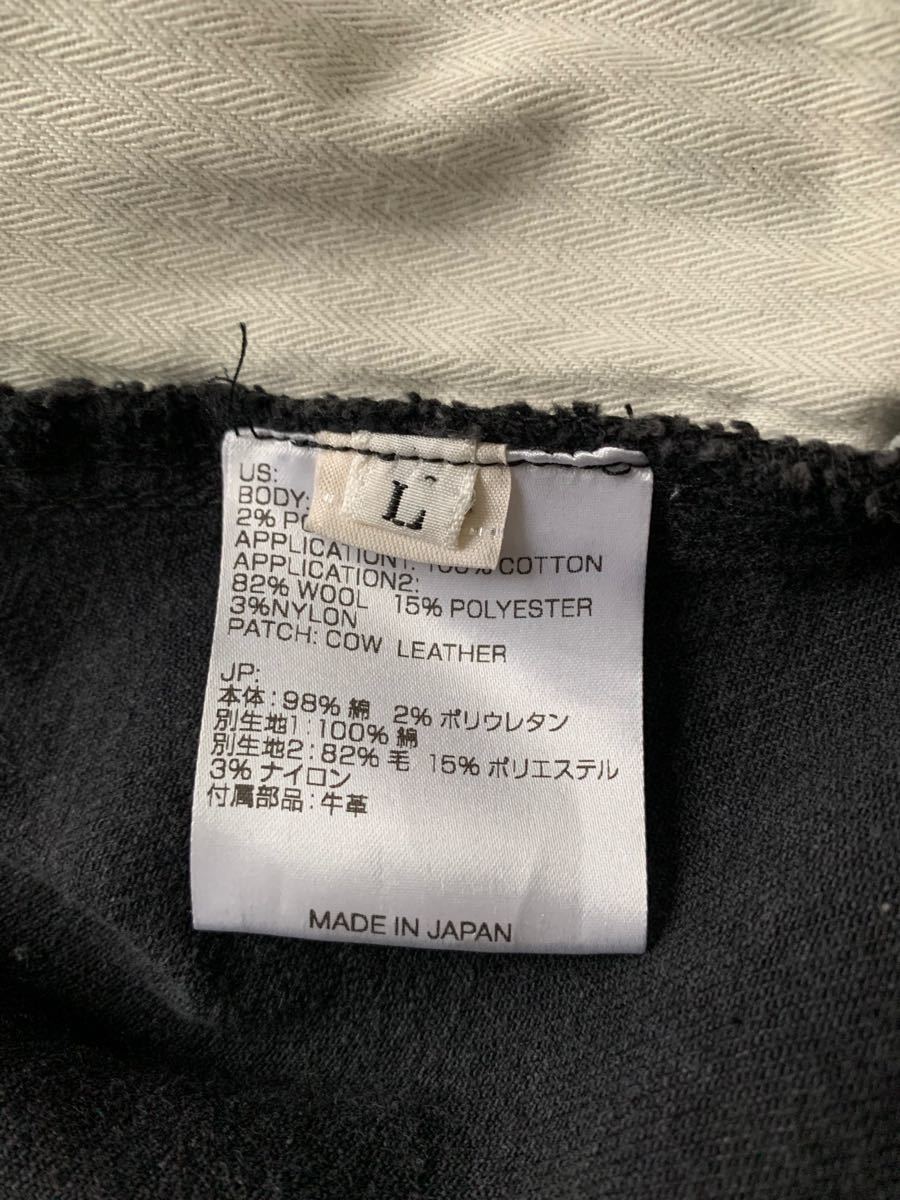 L
US:
BODY:
2%
APPLICATION1: 100% COTTON
APPLICATION2:
82% WOOL 15% POLYESTER
3%NYLON
PATCH: COW LEATHER
JP:
本体:98% 綿 2% ポリウレタン
別生地1:100% 綿
別生地2:82% 毛 15% ポリエステル
3% ナイロン
付属部品:牛革
MADE IN JAPAN